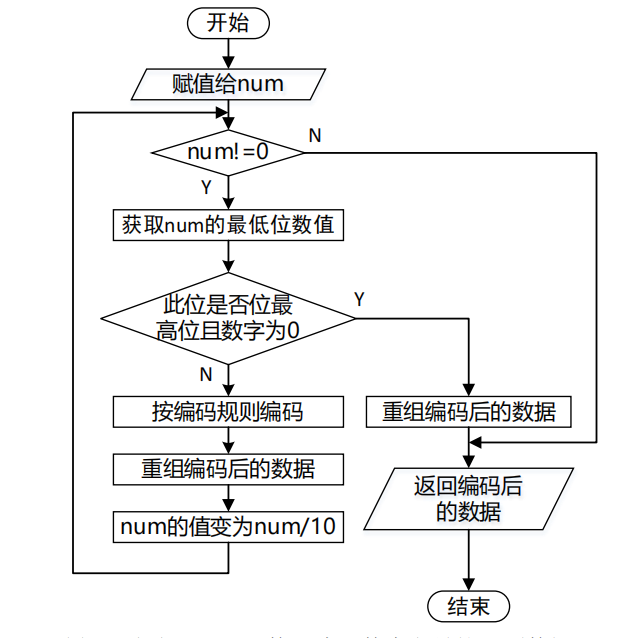 开始
赋值给num
num!=0
N
Y
获取num的最低位数值
此位是否位最
高位且数字为0
Y
N
按编码规则编码
重组编码后的数据
重组编码后的数据
num的值变为num/10
返回编码后
的数据
结束